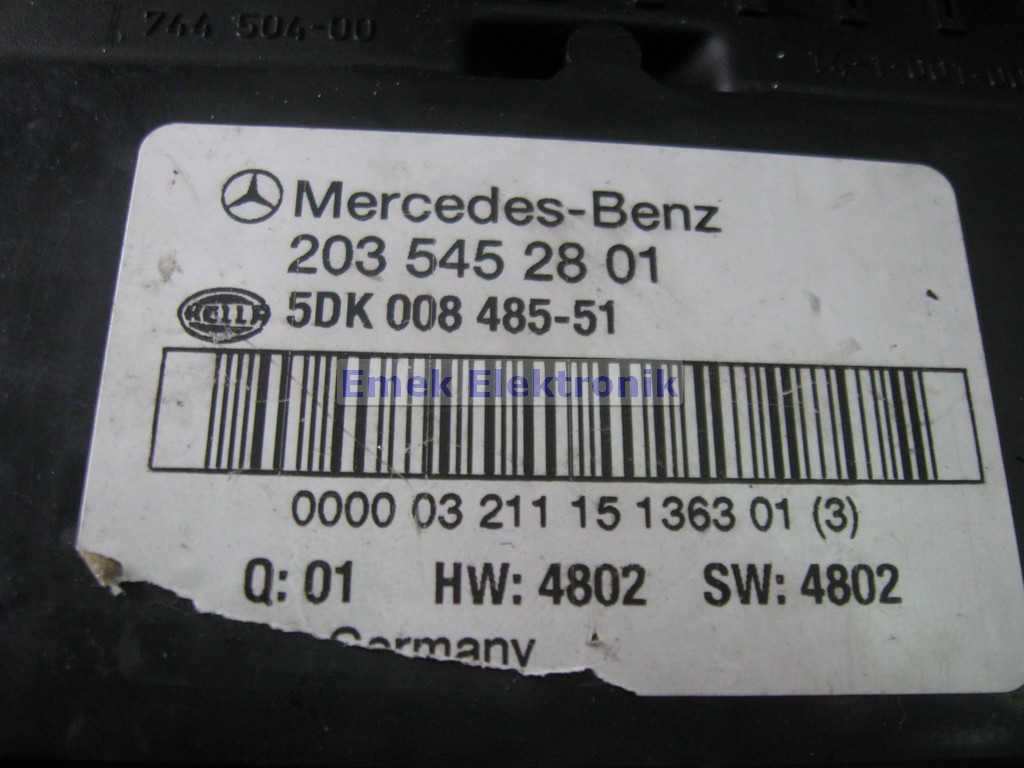 744 504-00
Mercedes-Benz
203 545 28 01
HELLA 5DK 008 485-51
Emek Elektronik
0000 03 211 15 1363 01 (3)
Q: 01 HW: 4802 SW: 4802
Germany